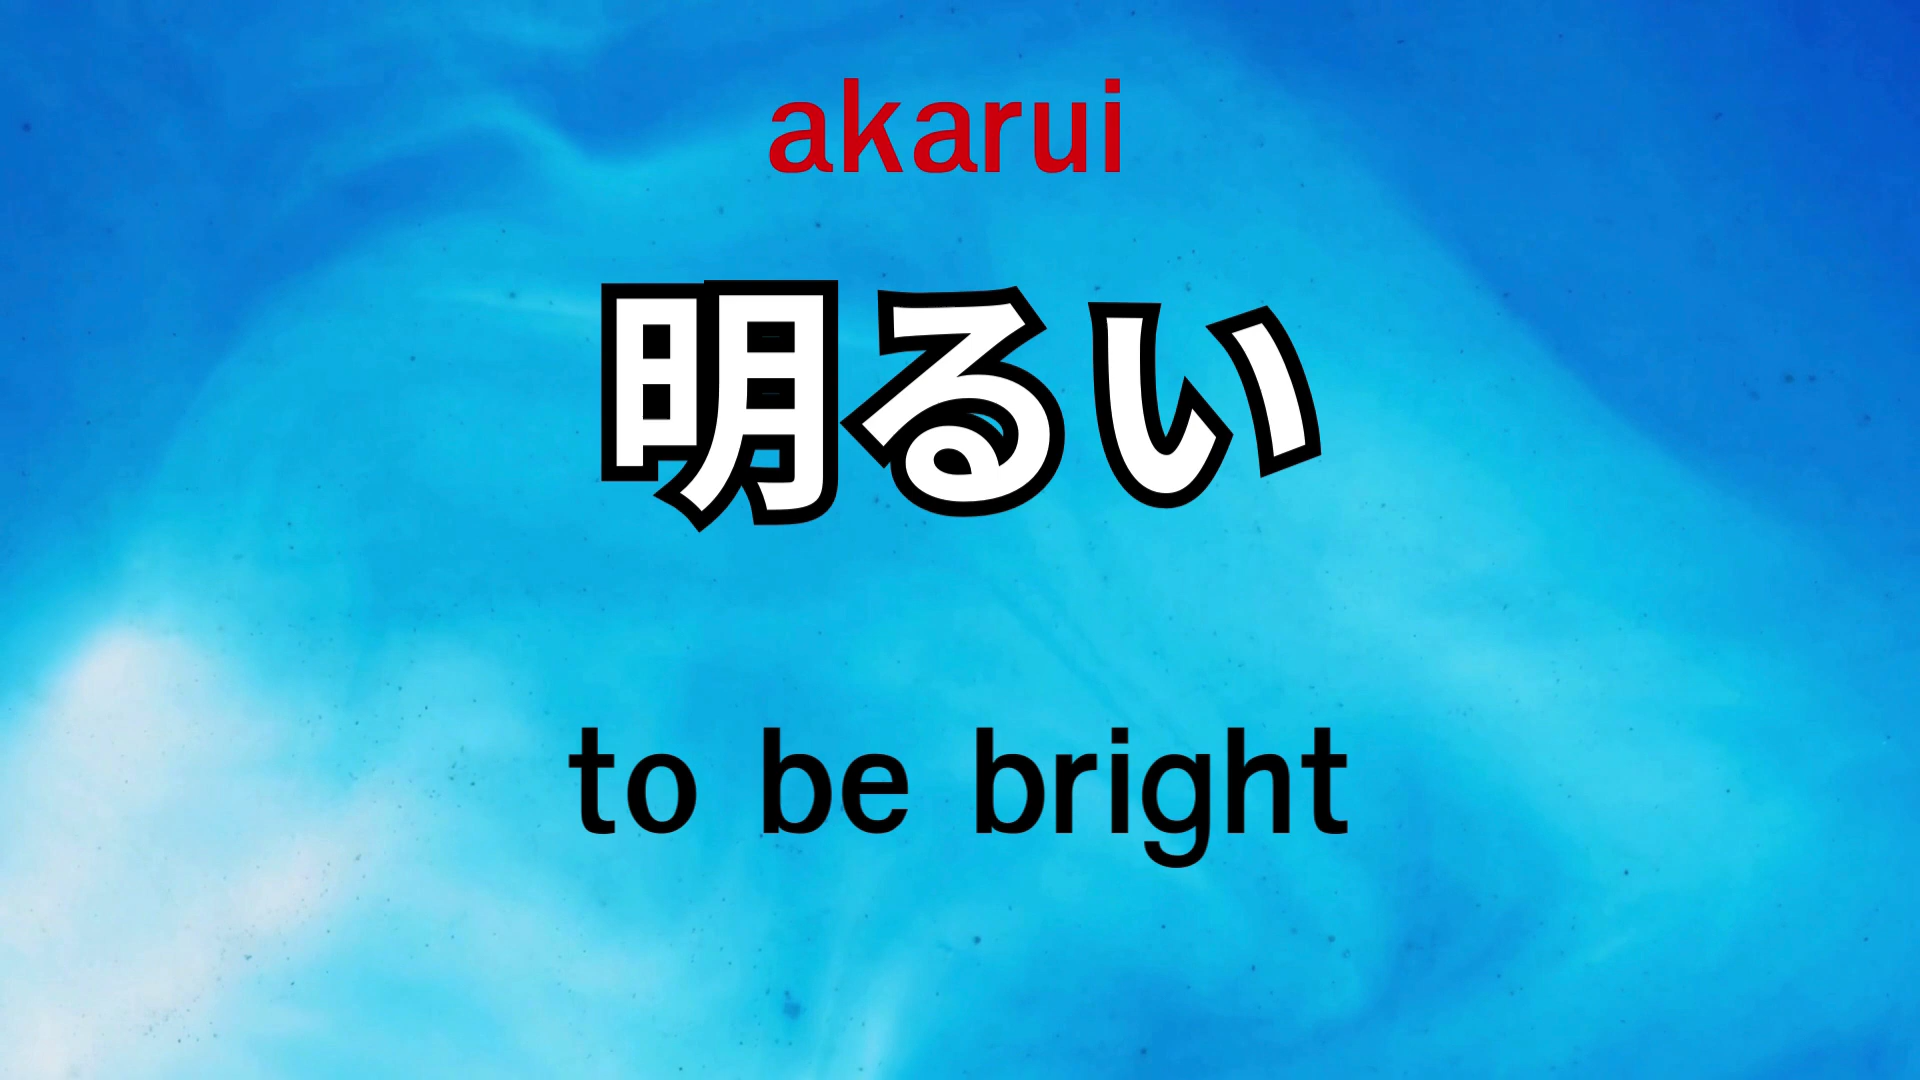 akarui
明るい
to be bright